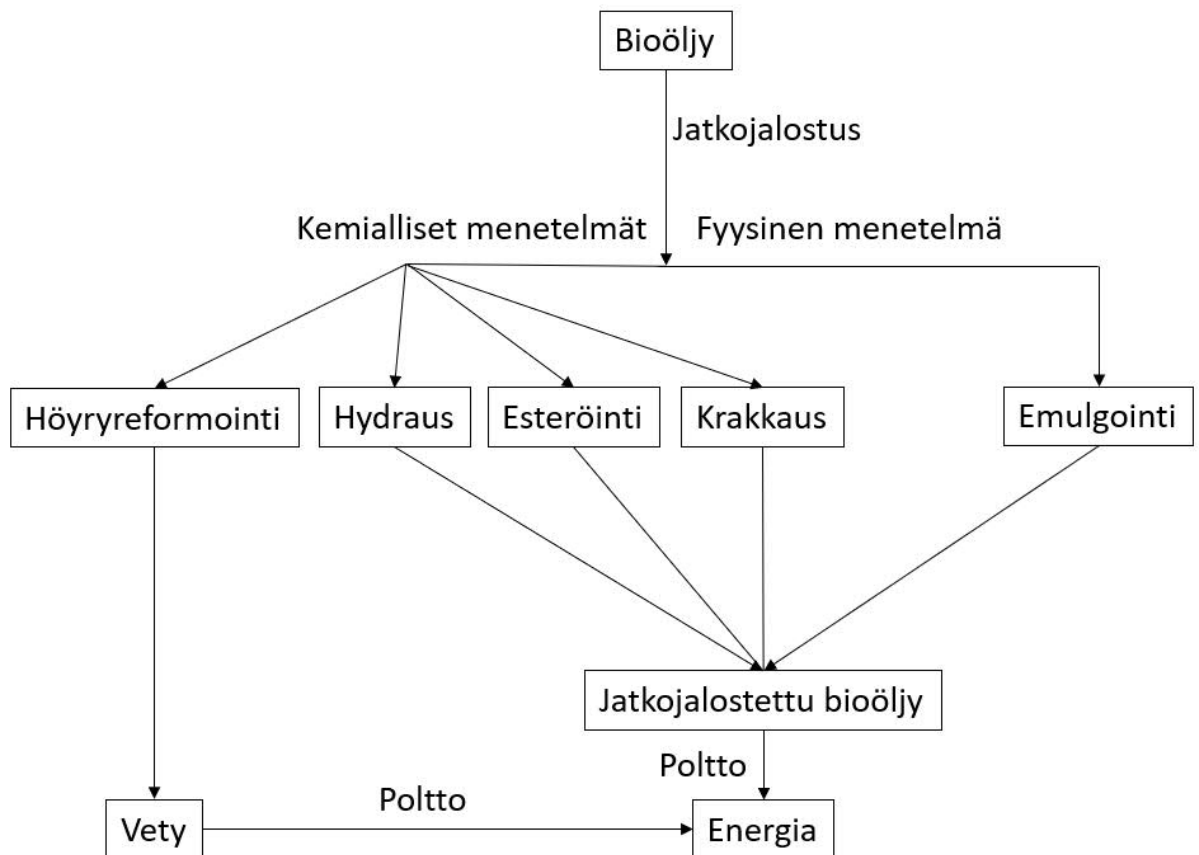 Bioöljy
Jatkojalostus
Kemialliset menetelmät
Fyysinen menetelmä
Höyryreformointi
Hydraus
Esteröinti
Krakkaus
Emulgointi
Jatkojalostettu bioöljy
Poltto
Poltto
Vety
Energia